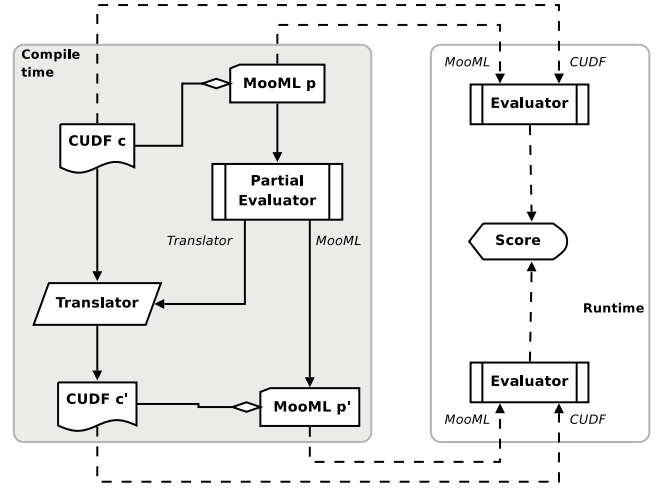 Compile
time
MooML p
MooML
CUDF
Evaluator
CUDF c
Partial
Evaluator
Translator
MooML
Score
Translator
Runtime
Evaluator
CUDF c'
MooML p'
MooML
CUDF